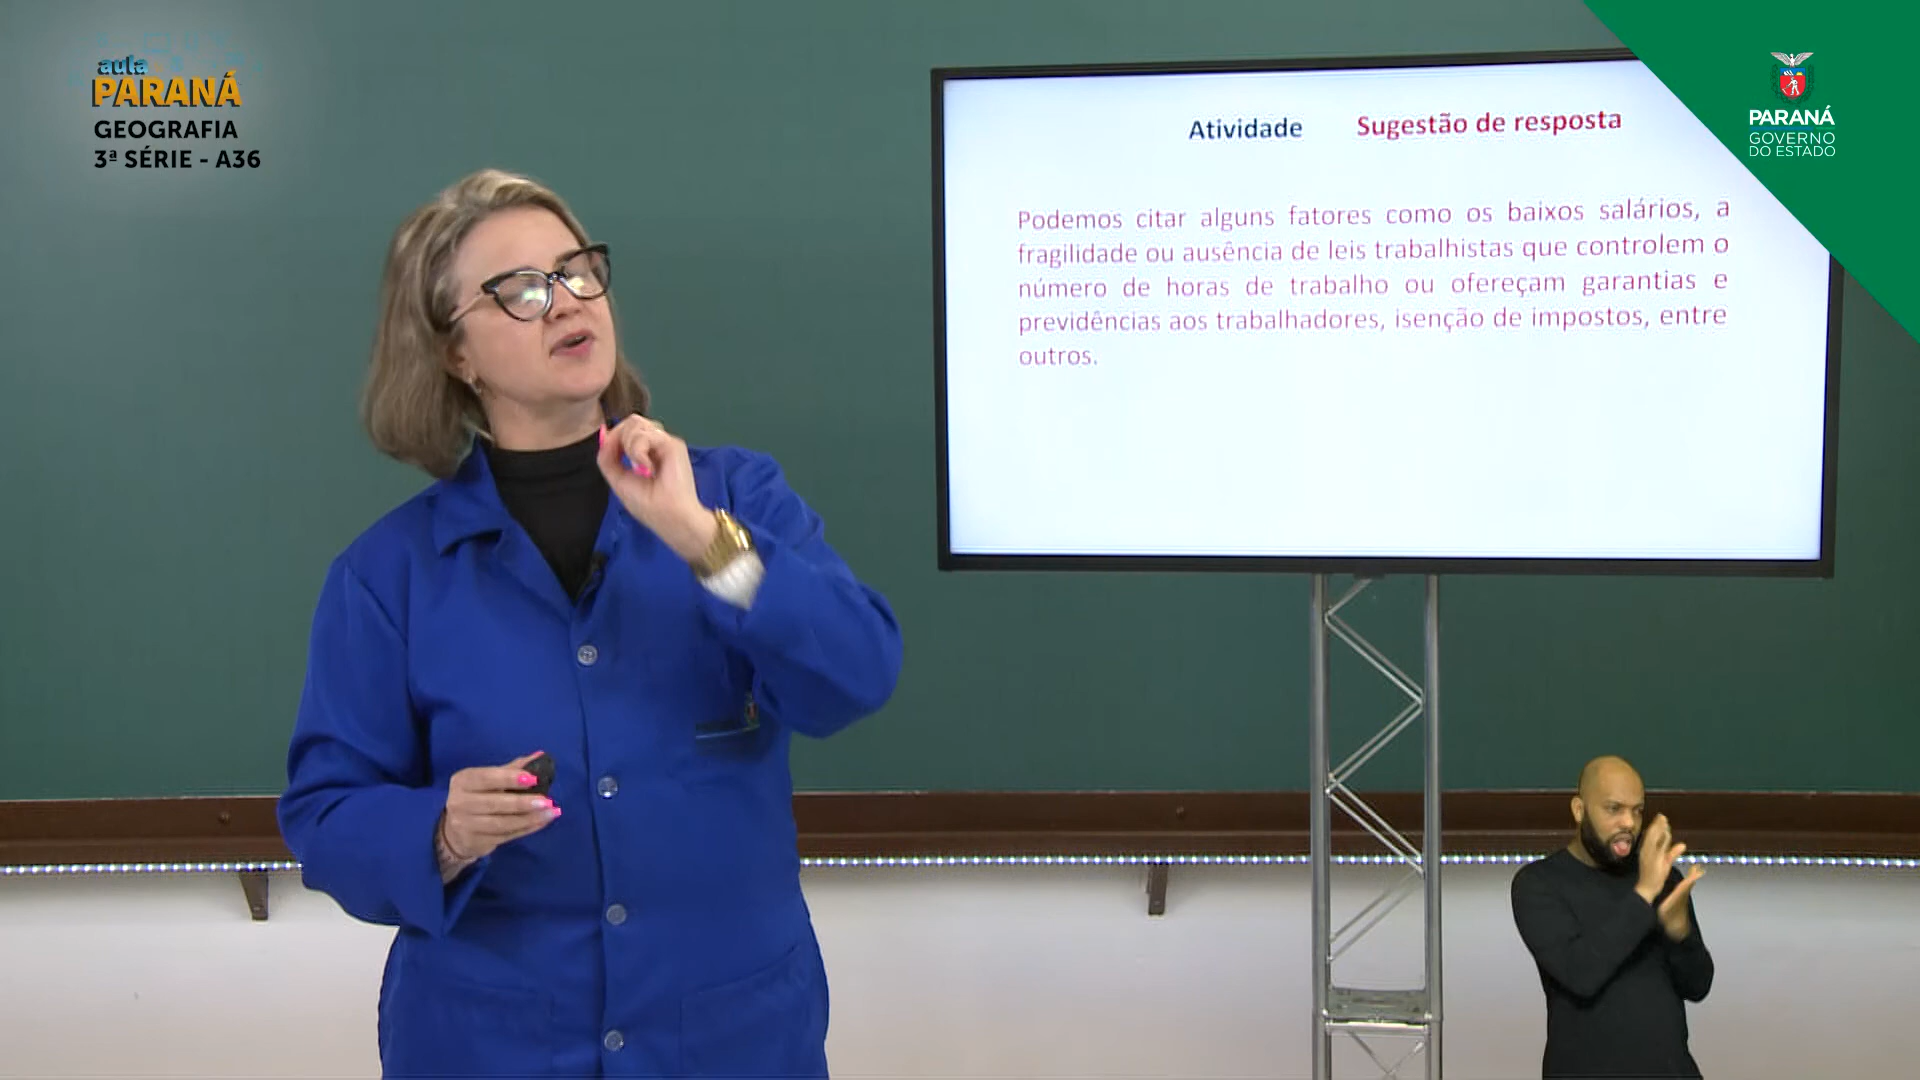 aula
PARANÁ
GEOGRAFIA
3ª SÉRIE - A36
Atividade Sugestão de resposta
Podemos citar alguns fatores como os baixos salários, a
fragilidade ou ausência de leis trabalhistas que controlem o
número de horas de trabalho ou ofereçam garantias e
previdências aos trabalhadores, isenção de impostos, entre
outros.
PARANÁ
GOVERNO
DO ESTADO